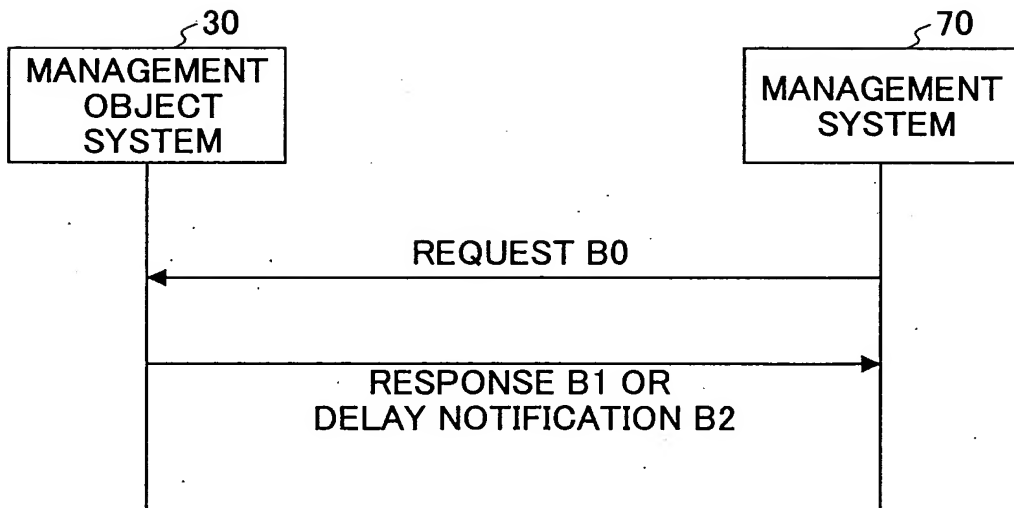 30
MANAGEMENT
OBJECT
SYSTEM
70
MANAGEMENT
SYSTEM
REQUEST B0
RESPONSE B1 OR
DELAY NOTIFICATION B2